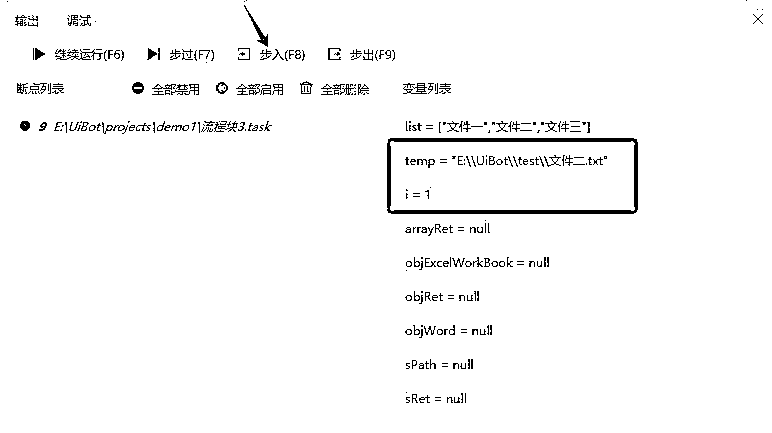 输出 调试
继续运行(F6) 步过(F7) 步入(F8) 步出(F9)
断点列表 全部禁用 全部启用 全部删除 变量列表
9 E:\UiBot\projects\demo1\流程块3.task
list = ["文件一","文件二","文件三"]
temp = "E:\\UiBot\\test\\文件二.txt"
i = 1
arrayRet = null
objExcelWorkBook = null
objRet = null
objWord = null
sPath = null
sRet = null